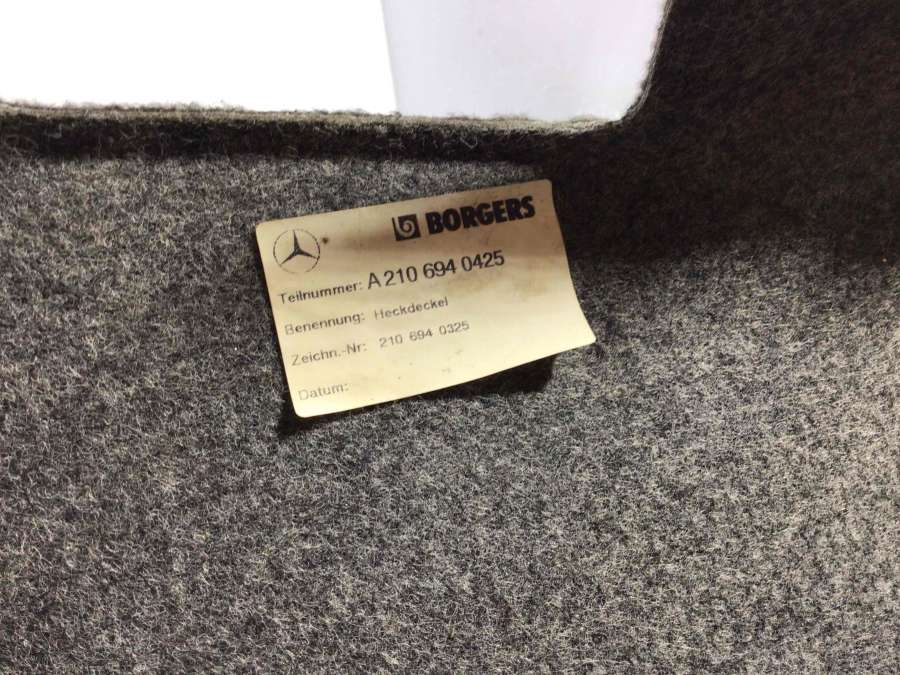 BORGERS
Teilnummer: A 210 694 0425
Benennung: Heckdeckel
Zeichn.-Nr: 210 694 0325
Datum: